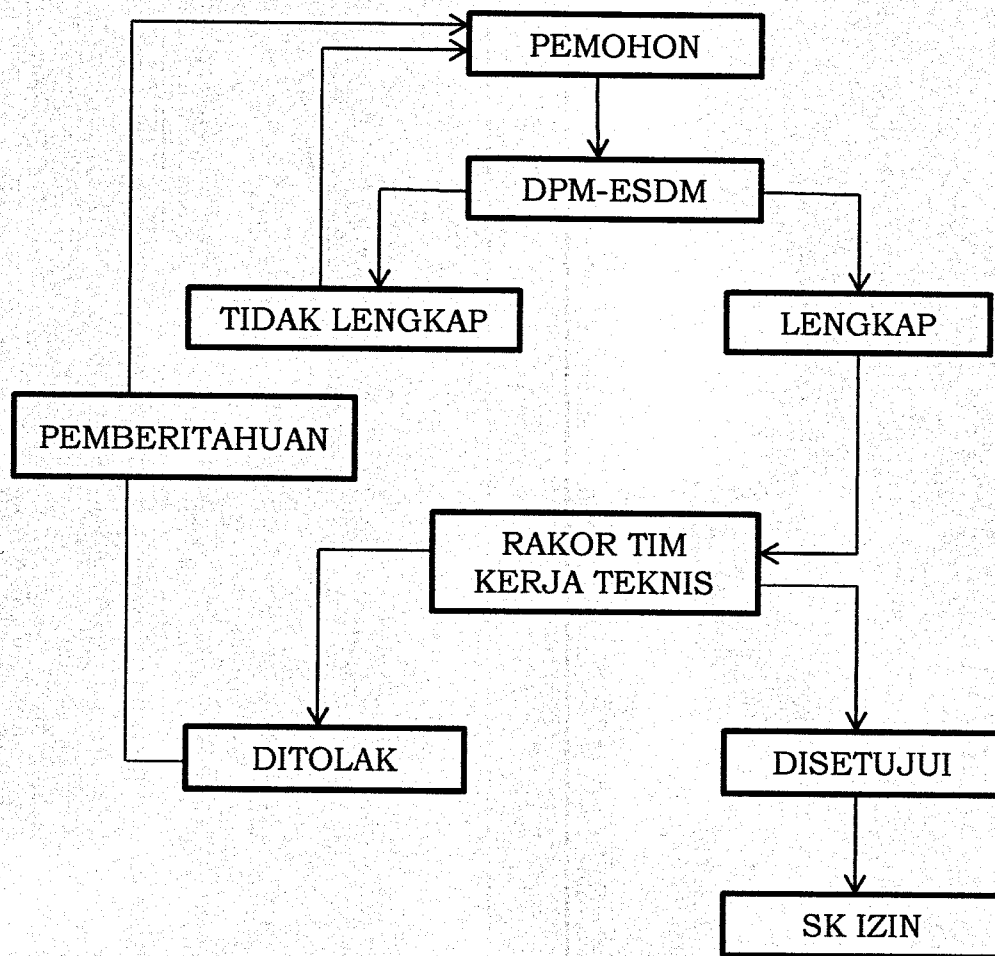 PEMOHON
DPM-ESDM
TIDAK LENGKAP
LENGKAP
PEMBERITAHUAN
RAKOR TIM
KERJA TEKNIS
DITOLAK
DISETUJUI
SK IZIN